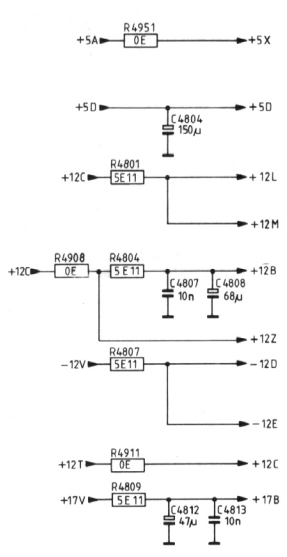 R4951
+5A 0E +5X
+5D +5D
C4804
150µ
R4801
+12C 5E11 +12L
+12M
R4908 R4804
+12C 0E 5E11 +12B
C4807 C4808
10n 68µ
+12Z
R4807
-12V 5E11 -12D
-12E
R4911
+12T 0E +12C
R4809
+17V 5E11 +17B
C4812 C4813
47µ 10n